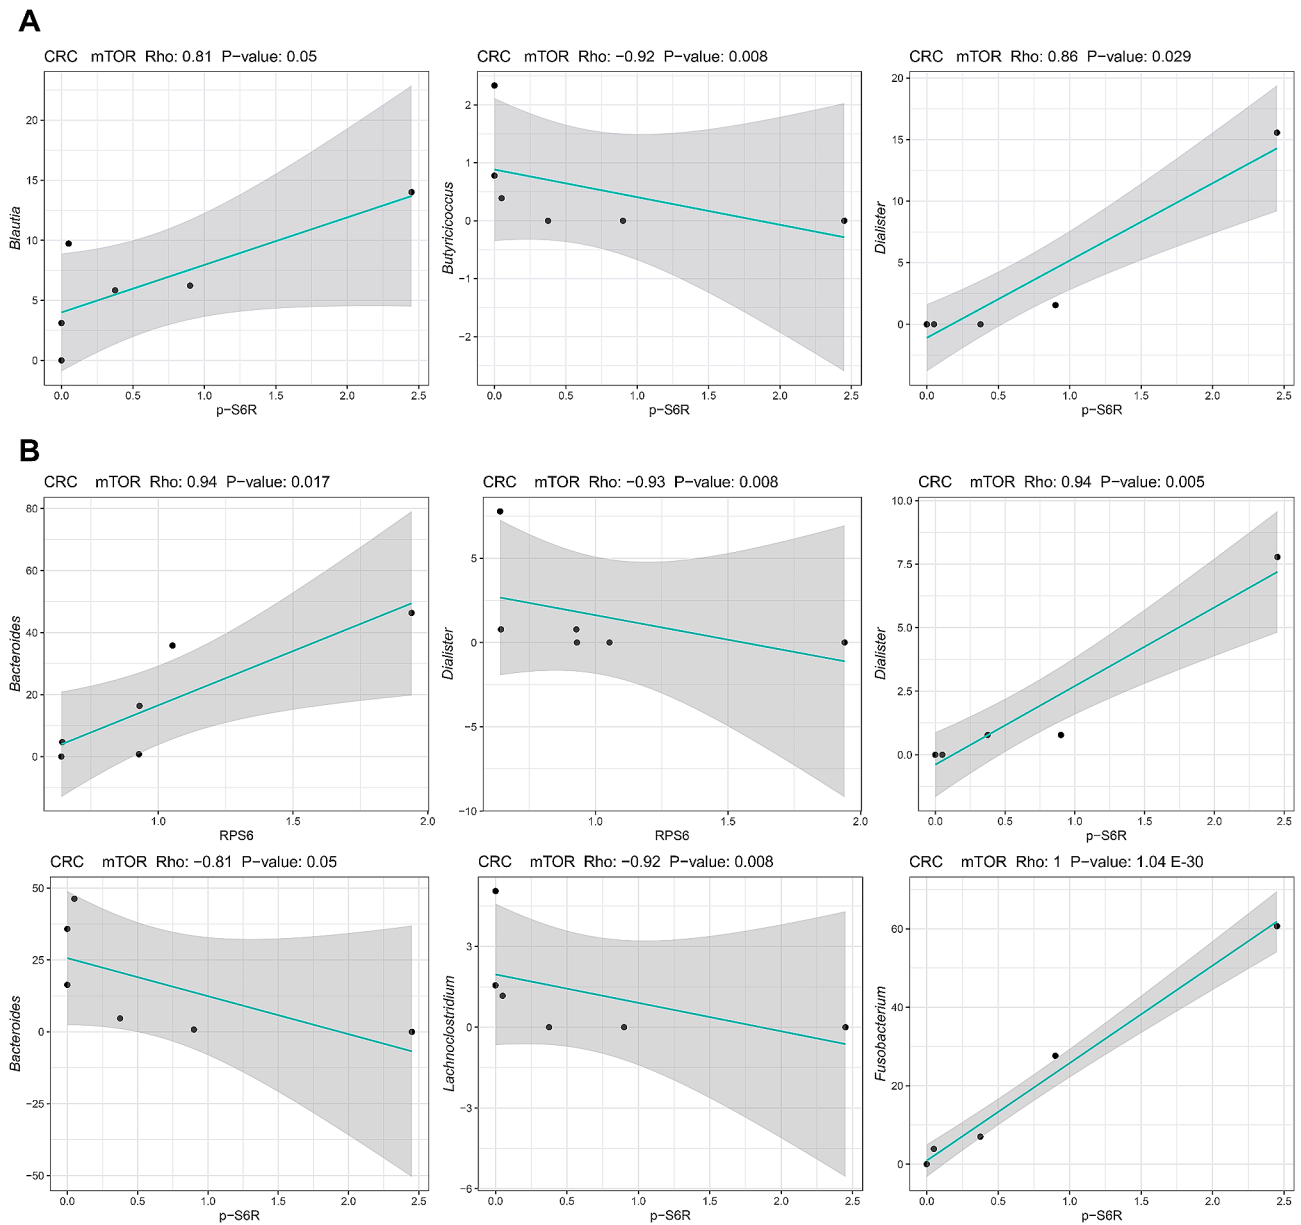 A
CRC mTOR Rho: 0.81 P-value: 0.05
Blautia
20
15
10
5
0
0.0 0.5 1.0 1.5 2.0 2.5
p-S6R
CRC mTOR Rho: -0.92 P-value: 0.008
Butyricicoccus
2
1
0
-1
-2
0.0 0.5 1.0 1.5 2.0 2.5
p-S6R
CRC mTOR Rho: 0.86 P-value: 0.029
Dialister
20
15
10
5
0
0.0 0.5 1.0 1.5 2.0 2.5
p-S6R
B
CRC mTOR Rho: 0.94 P-value: 0.017
Bacteroides
80
60
40
20
0
1.0 1.5 2.0
RPS6
CRC mTOR Rho: -0.93 P-value: 0.008
Dialister
5
0
-5
-10
1.0 1.5 2.0
RPS6
CRC mTOR Rho: 0.94 P-value: 0.005
Dialister
10.0
7.5
5.0
2.5
0.0
0.0 0.5 1.0 1.5 2.0 2.5
p-S6R
CRC mTOR Rho: -0.81 P-value: 0.05
Bacteroides
50
25
0
-25
-50
0.0 0.5 1.0 1.5 2.0 2.5
p-S6R
CRC mTOR Rho: -0.92 P-value: 0.008
Lachnoclostridium
3
0
-3
-6
0.0 0.5 1.0 1.5 2.0 2.5
p-S6R
CRC mTOR Rho: 1 P-value: 1.04 E-30
Fusobacterium
60
40
20
0
0.0 0.5 1.0 1.5 2.0 2.5
p-S6R